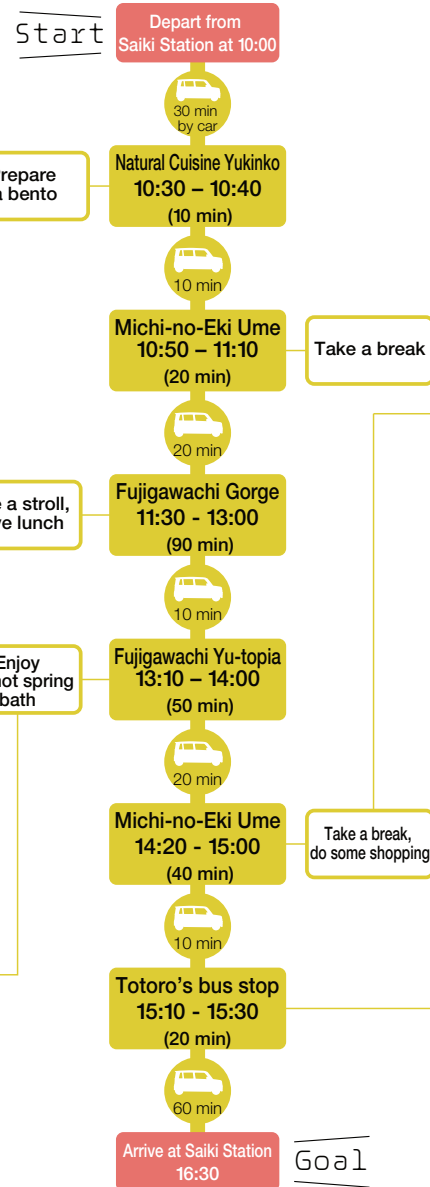 Start
Depart from
Saiki Station at 10:00
30 min
by car
Natural Cuisine Yukinko
10:30 – 10:40
(10 min)
bento
10 min
Michi-no-Eki Ume
10:50 – 11:10
(20 min)
Take a break
20 min
Fujigawachi Gorge
11:30 - 13:00
(90 min)
a stroll,
lunch
10 min
Fujigawachi Yu-topia
13:10 – 14:00
(50 min)
Enjoy
hot spring
bath
20 min
Michi-no-Eki Ume
14:20 - 15:00
(40 min)
Take a break,
do some shopping
10 min
Totoro's bus stop
15:10 - 15:30
(20 min)
60 min
Arrive at Saiki Station
16:30
Goal